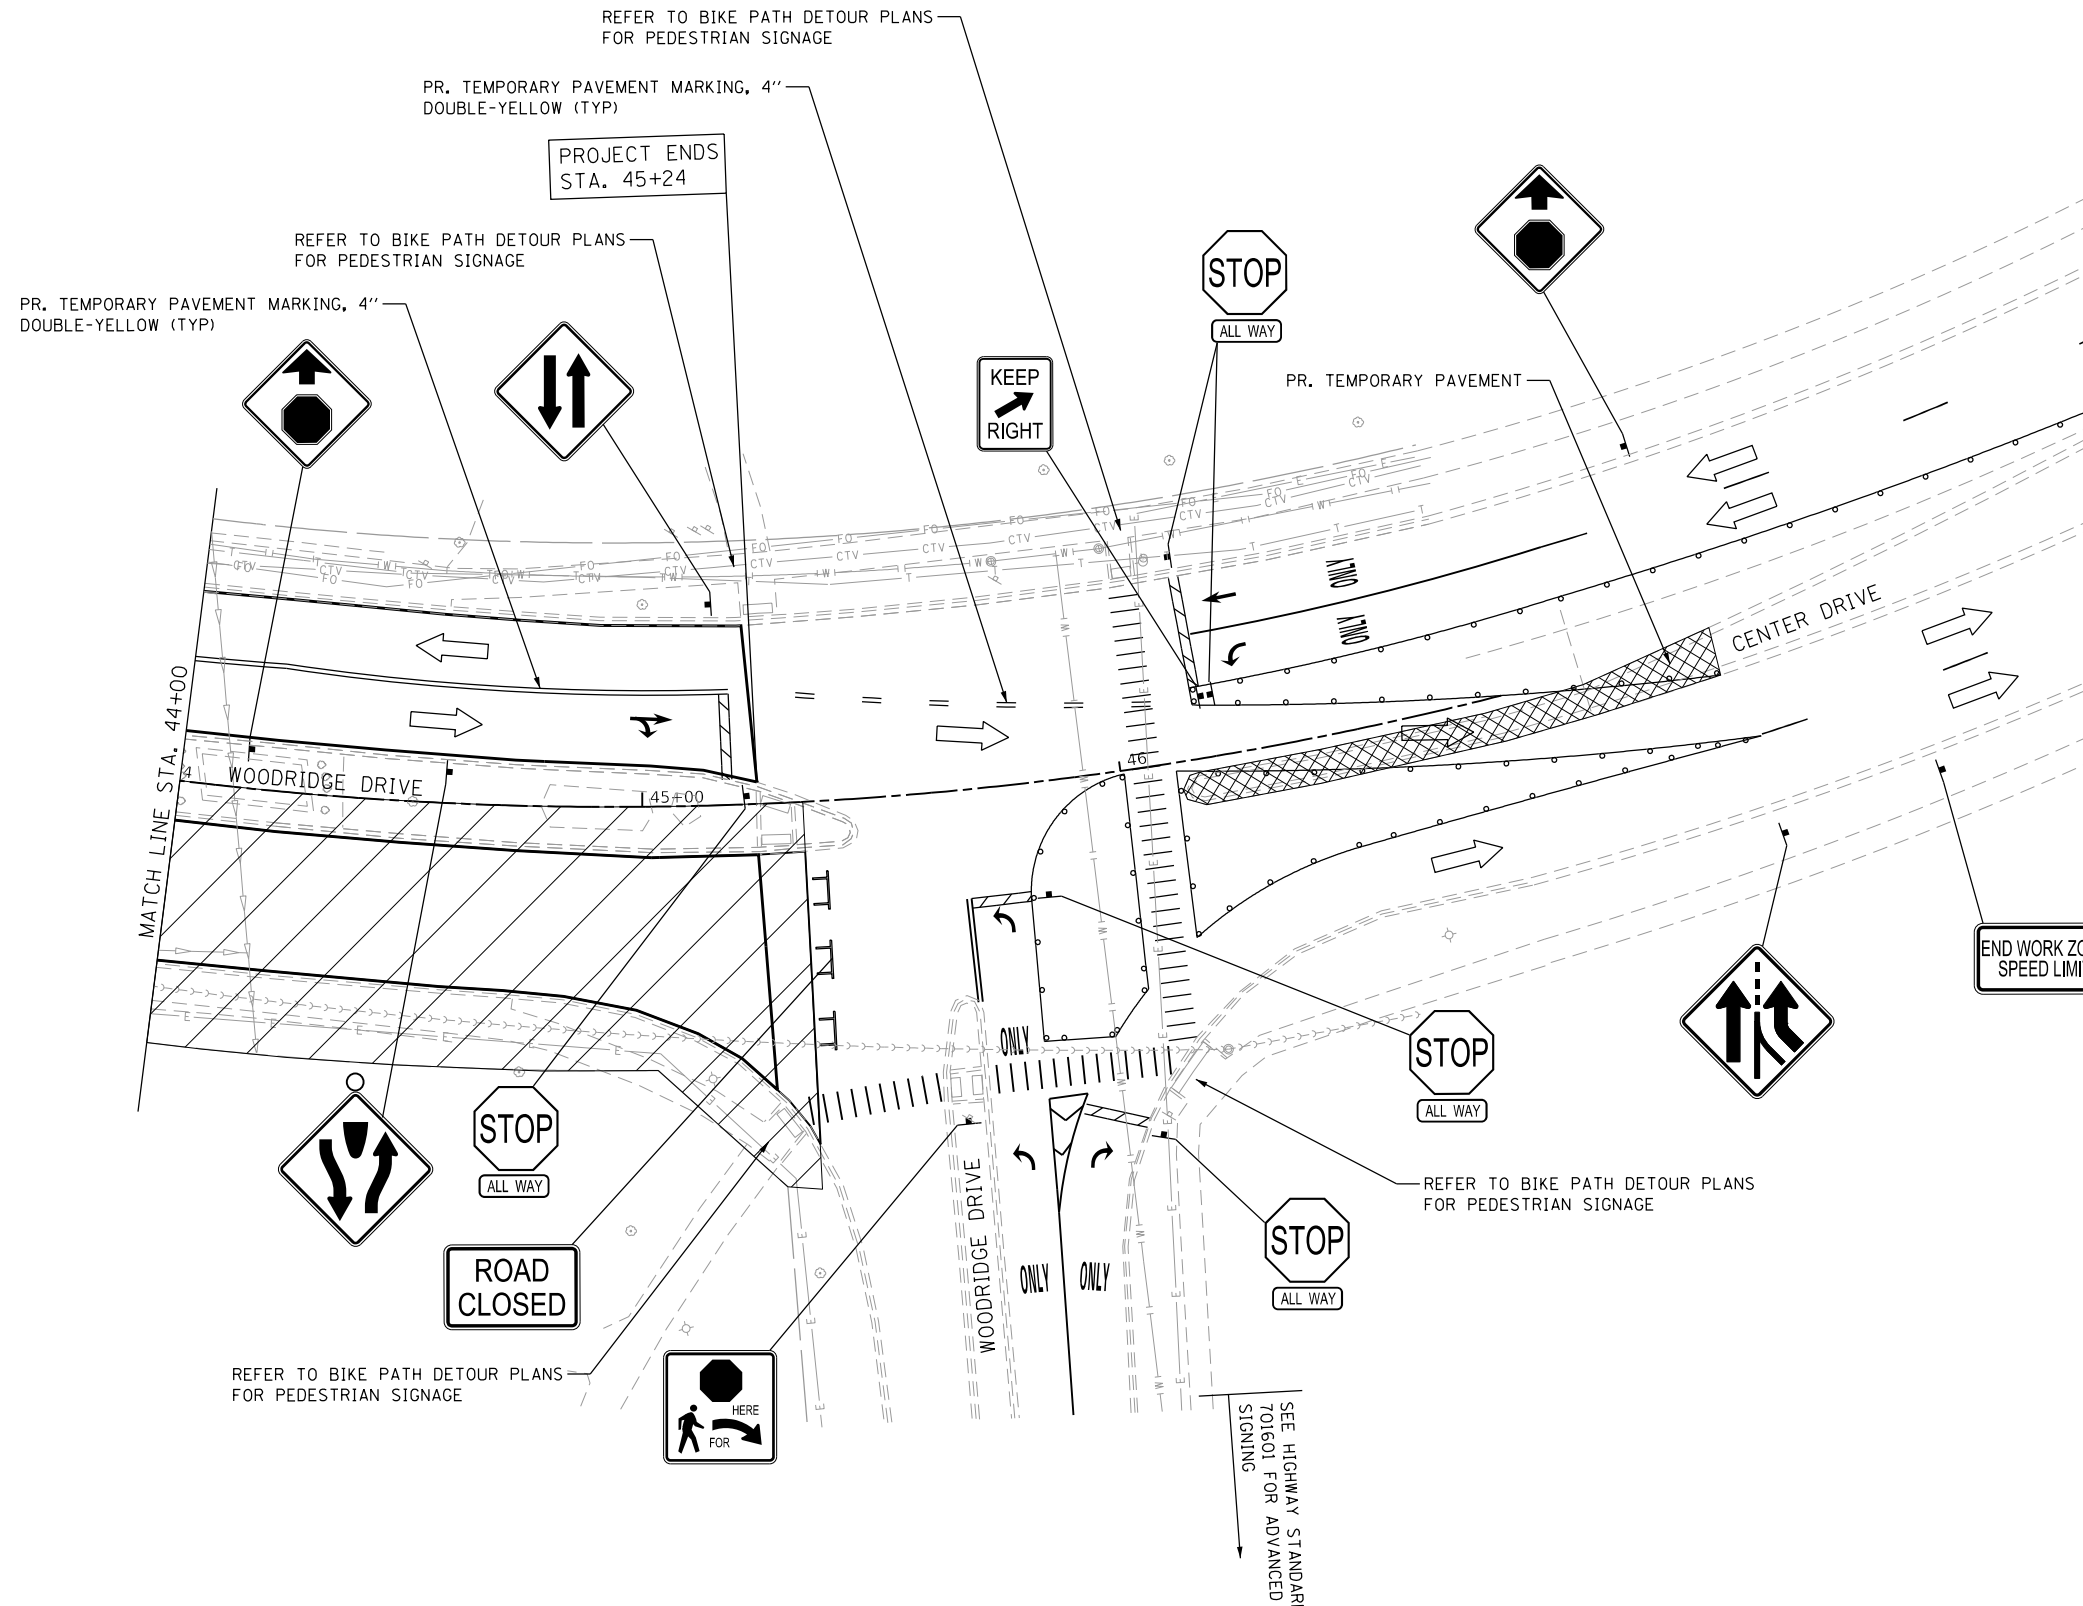 REFER TO BIKE PATH DETOUR PLANS
FOR PEDESTRIAN SIGNAGE
PR. TEMPORARY PAVEMENT MARKING, 4''
DOUBLE-YELLOW (TYP)
PROJECT ENDS
STA. 45+24
REFER TO BIKE PATH DETOUR PLANS
FOR PEDESTRIAN SIGNAGE
PR. TEMPORARY PAVEMENT MARKING, 4''
DOUBLE-YELLOW (TYP)
STOP
ALL WAY
KEEP
RIGHT
PR. TEMPORARY PAVEMENT
ONLY
ONLY
CENTER DRIVE
MATCH LINE STA. 44+00
WOODRIDGE DRIVE
45+00
46
END WORK ZO
SPEED LIMI
ONLY
STOP
ALL WAY
STOP
ALL WAY
REFER TO BIKE PATH DETOUR PLANS
FOR PEDESTRIAN SIGNAGE
STOP
ALL WAY
WOODRIDGE DRIVE
ONLY
ONLY
ROAD
CLOSED
REFER TO BIKE PATH DETOUR PLANS
FOR PEDESTRIAN SIGNAGE
HERE
FOR
SEE HIGHWAY STANDAR
701601 FOR ADVANCED
SIGNING